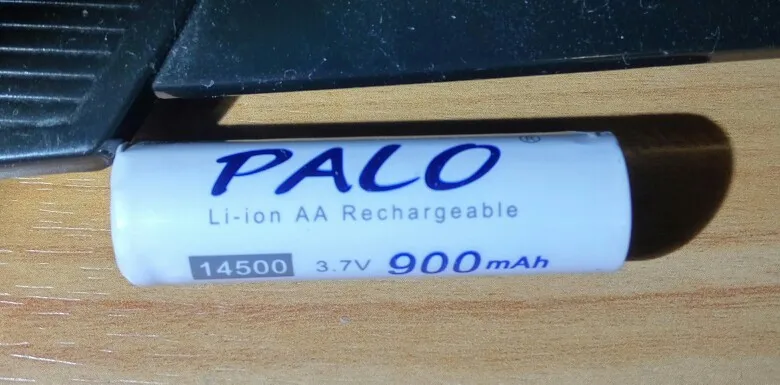 PALO ®
Li-ion AA Rechargeable
14500 3.7V 900mAh